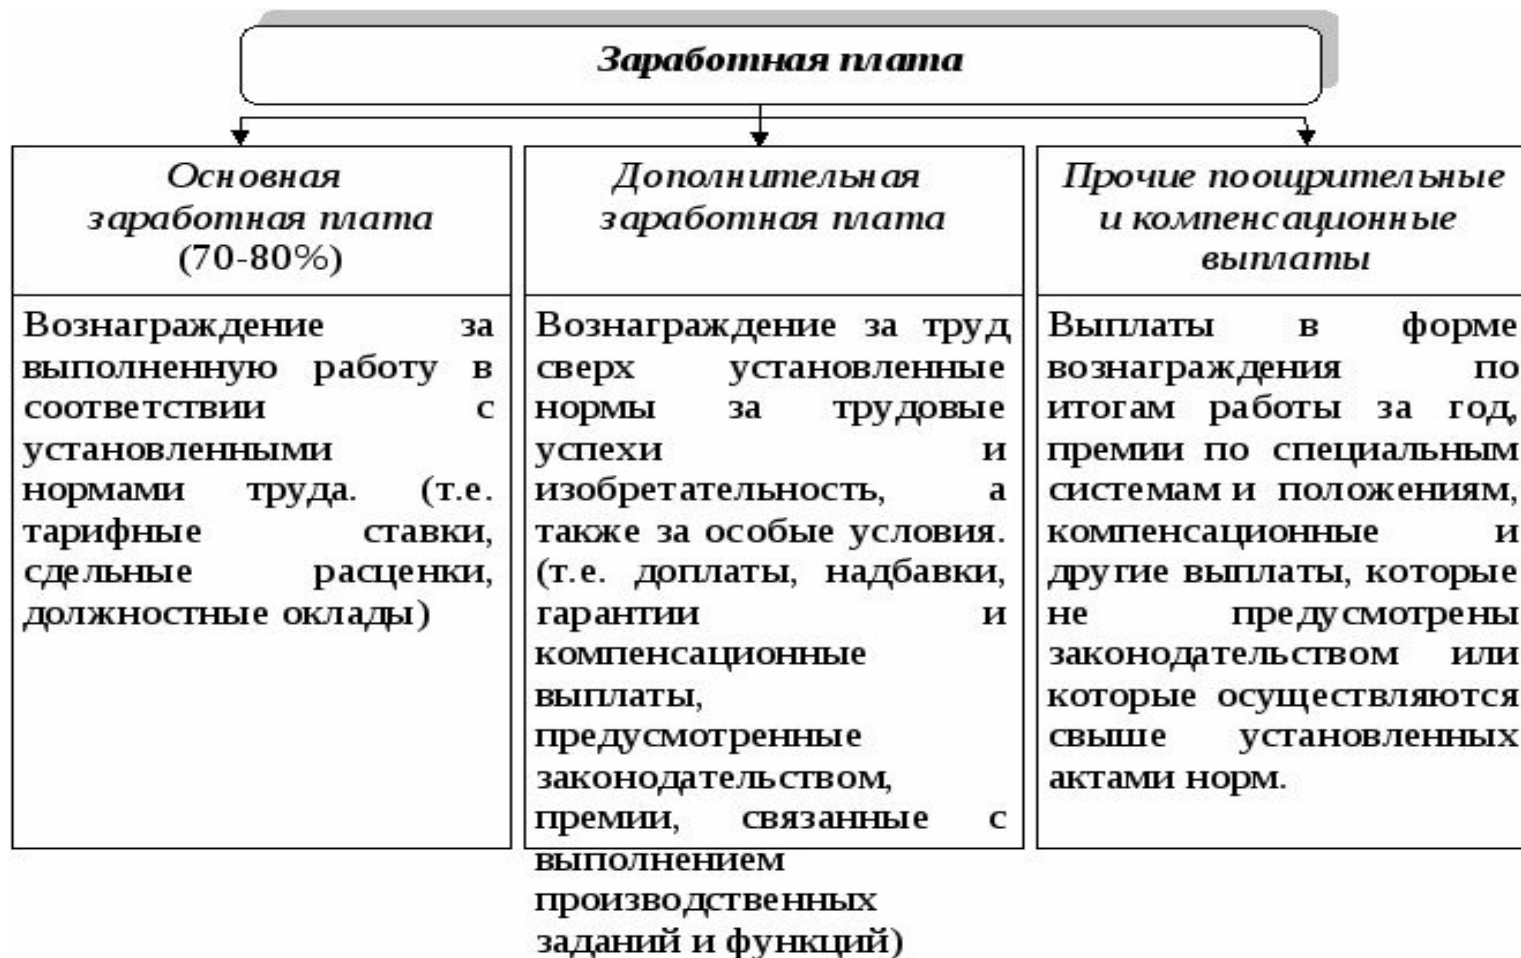 Заработная плата
Основная
заработная плата
(70-80%)
Вознаграждение за
выполненную работу в
соответствии с
установленными
нормами труда. (т.е.
тарифные ставки,
сдельные расценки,
должностные оклады)
Дополнительная
заработная плата
Вознаграждение за труд
сверх установленные
нормы за трудовые
успехи и
изобретательность, а
также за особые условия.
(т.е. доплаты, надбавки,
гарантии и
компенсационные
выплаты,
предусмотренные
законодательством,
премии, связанные с
выполнением
производственных
заданий и функций)
Прочие поощрительные
и компенсационные
выплаты
Выплаты в форме
вознаграждения по
итогам работы за год,
премии по специальным
системам и положениям,
компенсационные и
другие выплаты, которые
не предусмотрены
законодательством или
которые осуществляются
свыше установленных
актами норм.